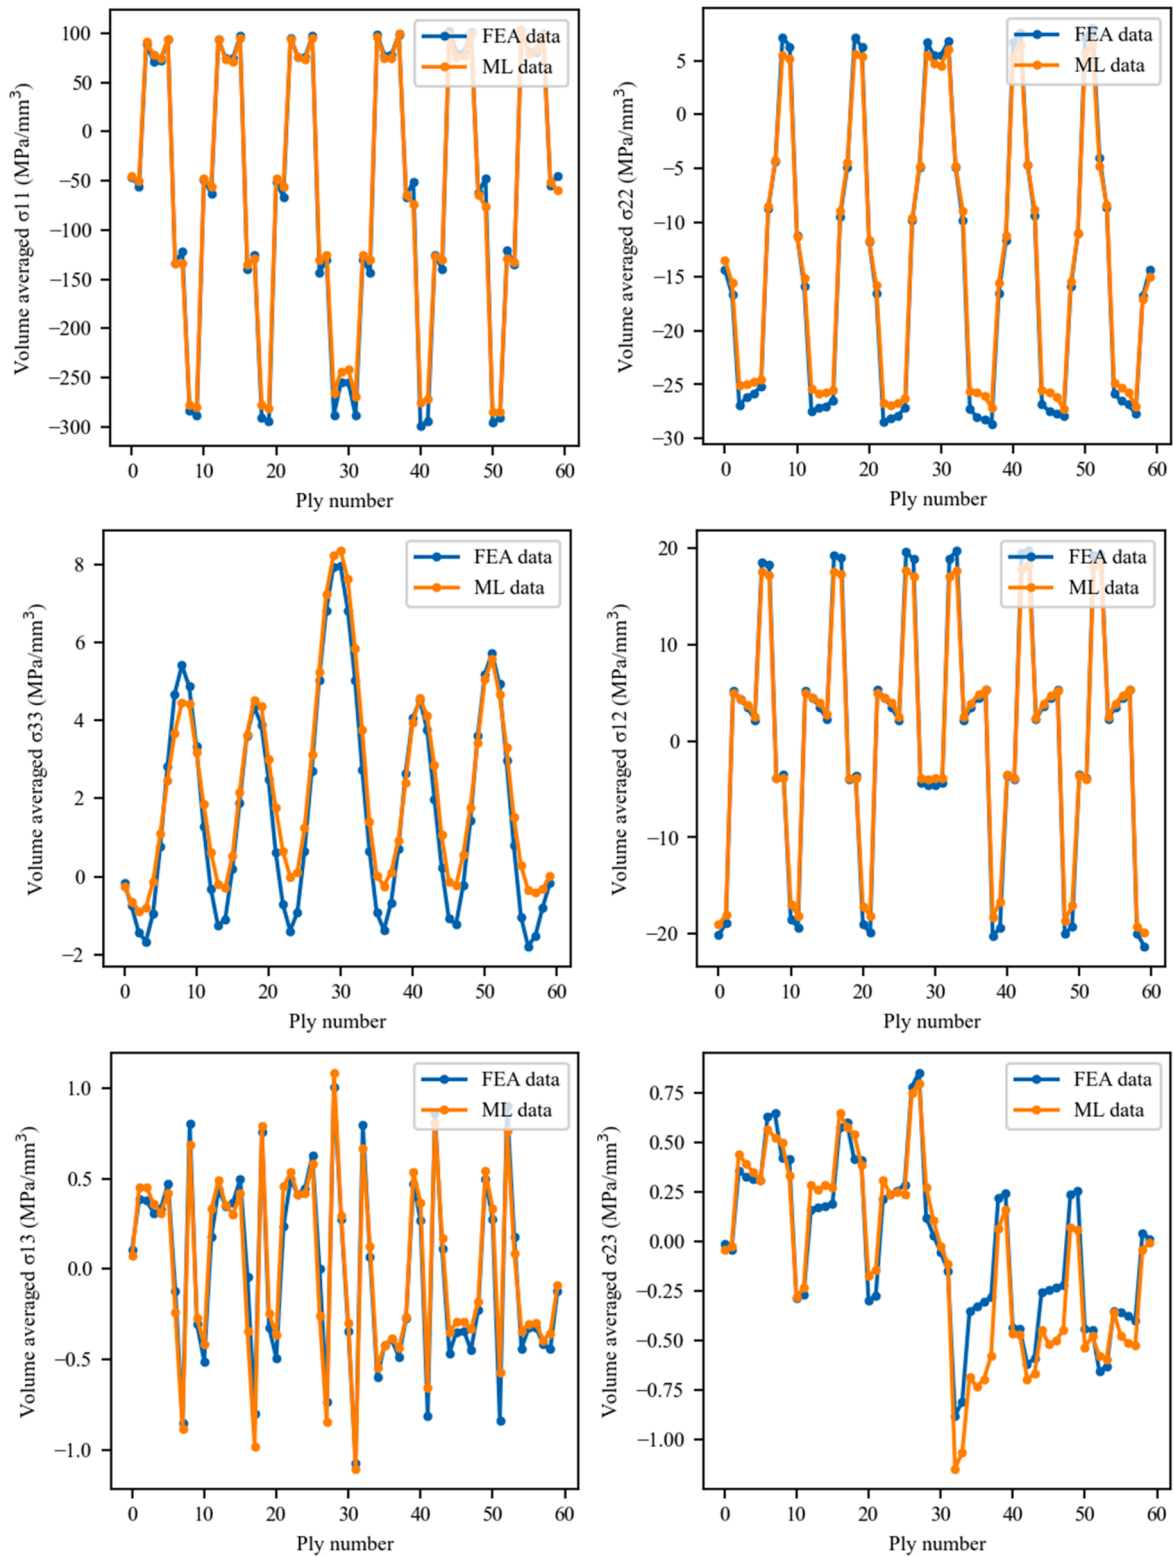 100
50
0
−50
−100
−150
−200
−250
−300
Volume averaged σ11 (MPa/mm³)
FEA data
ML data
0 10 20 30 40 50 60
Ply number
5
0
−5
−10
−15
−20
−25
−30
Volume averaged σ22 (MPa/mm³)
FEA data
ML data
0 10 20 30 40 50 60
Ply number
8
6
4
2
0
−2
Volume averaged σ33 (MPa/mm³)
FEA data
ML data
0 10 20 30 40 50 60
Ply number
20
10
0
−10
−20
Volume averaged σ12 (MPa/mm³)
FEA data
ML data
0 10 20 30 40 50 60
Ply number
1.0
0.5
0.0
−0.5
−1.0
Volume averaged σ13 (MPa/mm³)
FEA data
ML data
0 10 20 30 40 50 60
Ply number
0.75
0.50
0.25
0.00
−0.25
−0.50
−0.75
−1.00
Volume averaged σ23 (MPa/mm³)
FEA data
ML data
0 10 20 30 40 50 60
Ply number